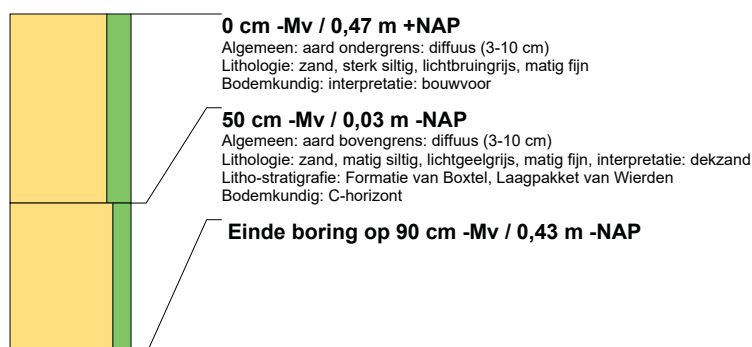 0 cm -Mv / 0,47 m +NAP
Algemeen: aard ondergrens: diffuus (3-10 cm)
Lithologie: zand, sterk siltig, lichtbruingrijs, matig fijn
Bodemkundig: interpretatie: bouwvoor
50 cm -Mv / 0,03 m -NAP
Algemeen: aard bovengrens: diffuus (3-10 cm)
Lithologie: zand, matig siltig, lichtgeelgrijs, matig fijn, interpretatie: dekzand
Litho-stratigrafie: Formatie van Boxtel, Laagpakket van Wierden
Bodemkundig: C-horizont
Einde boring op 90 cm -Mv / 0,43 m -NAP